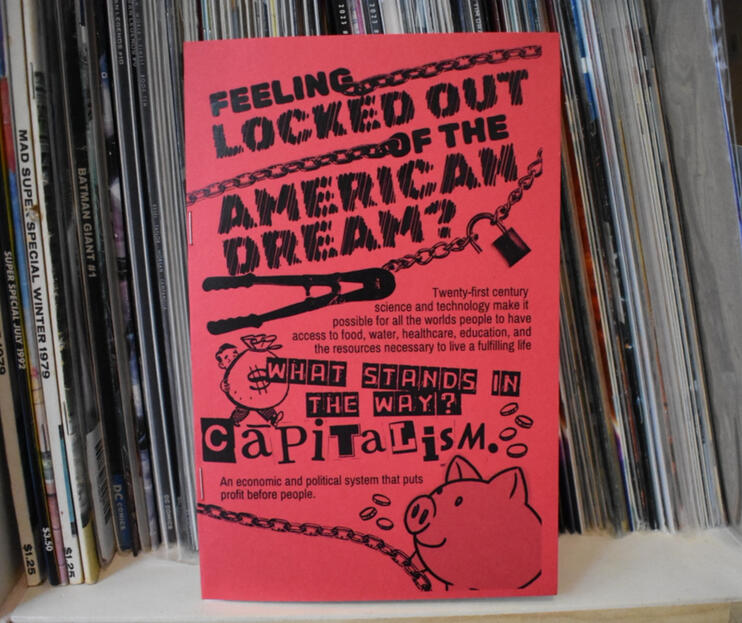 FEELING
LOCKED OUT
OF THE
AMERICAN
DREAM?
Twenty-first century
science and technology make it
possible for all the worlds people to have
access to food, water, healthcare, education, and
the resources necessary to live a fulfilling life
$
WHAT STANDS IN
THE WAY?
CapiTaLisM.
An economic and political system that puts
profit before people.
1979
$1.25
SUPER SPECIAL JULY 1992
$3.50
MAD SUPER SPECIAL WINTER 1979
$1.25
BATMAN GIANT #1
DC COMICS